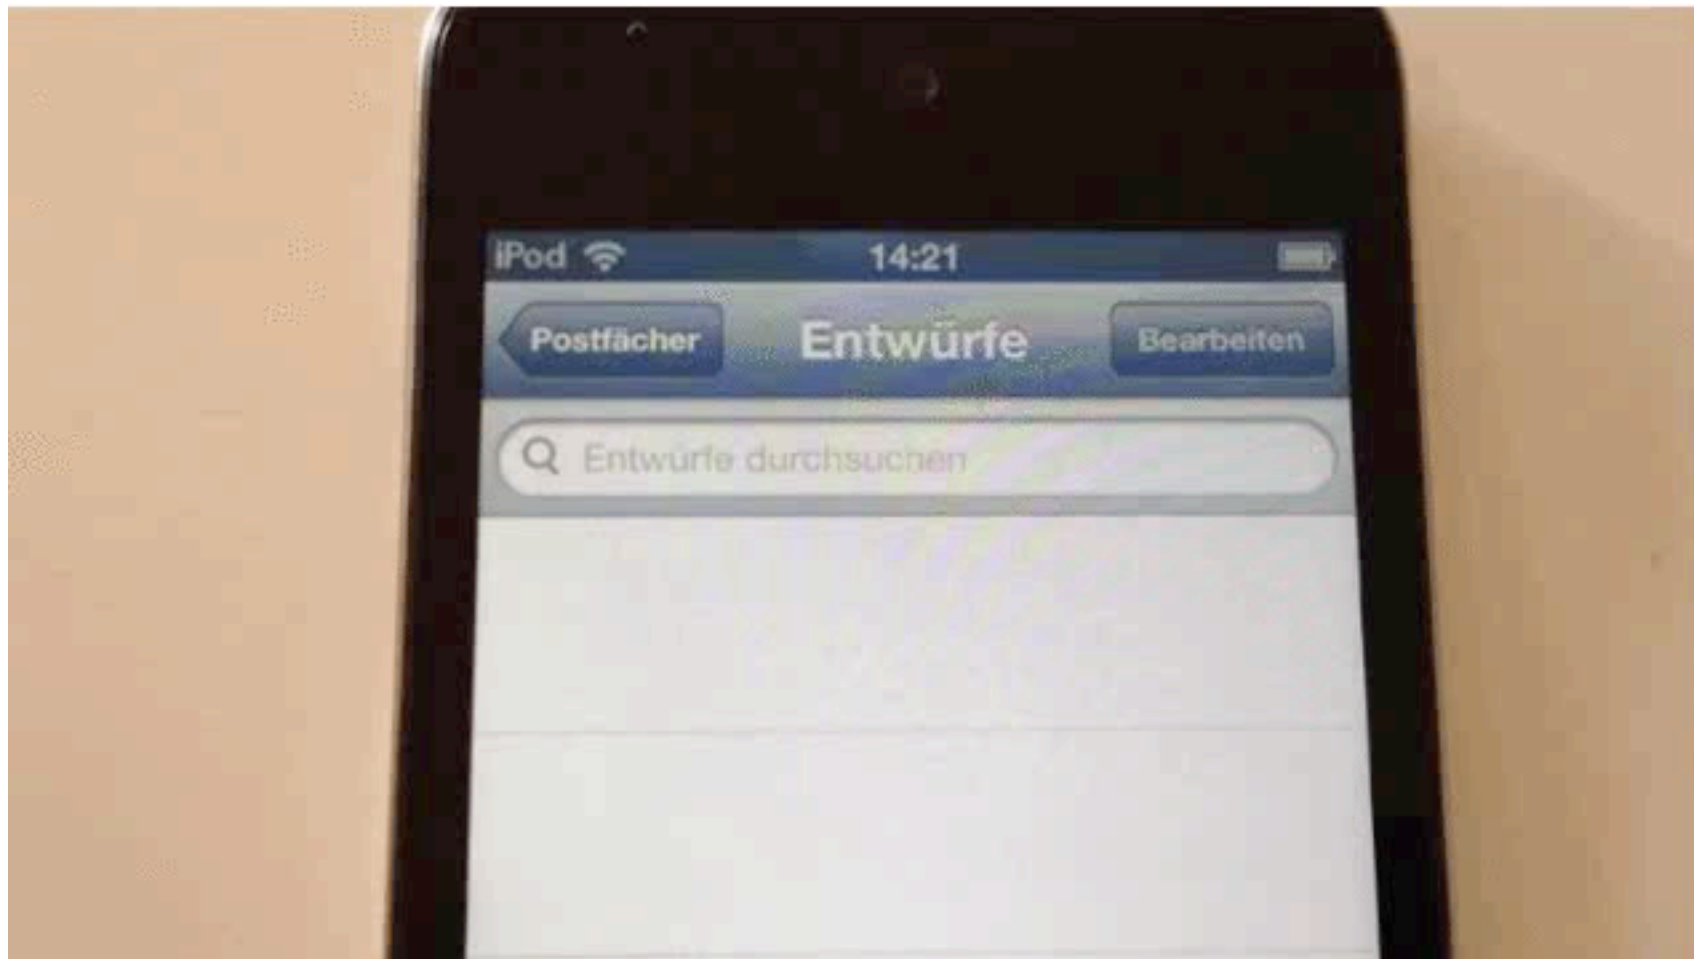 iPod 14:21
Postfächer Entwürfe Bearbeiten
Entwürfe durchsuchen